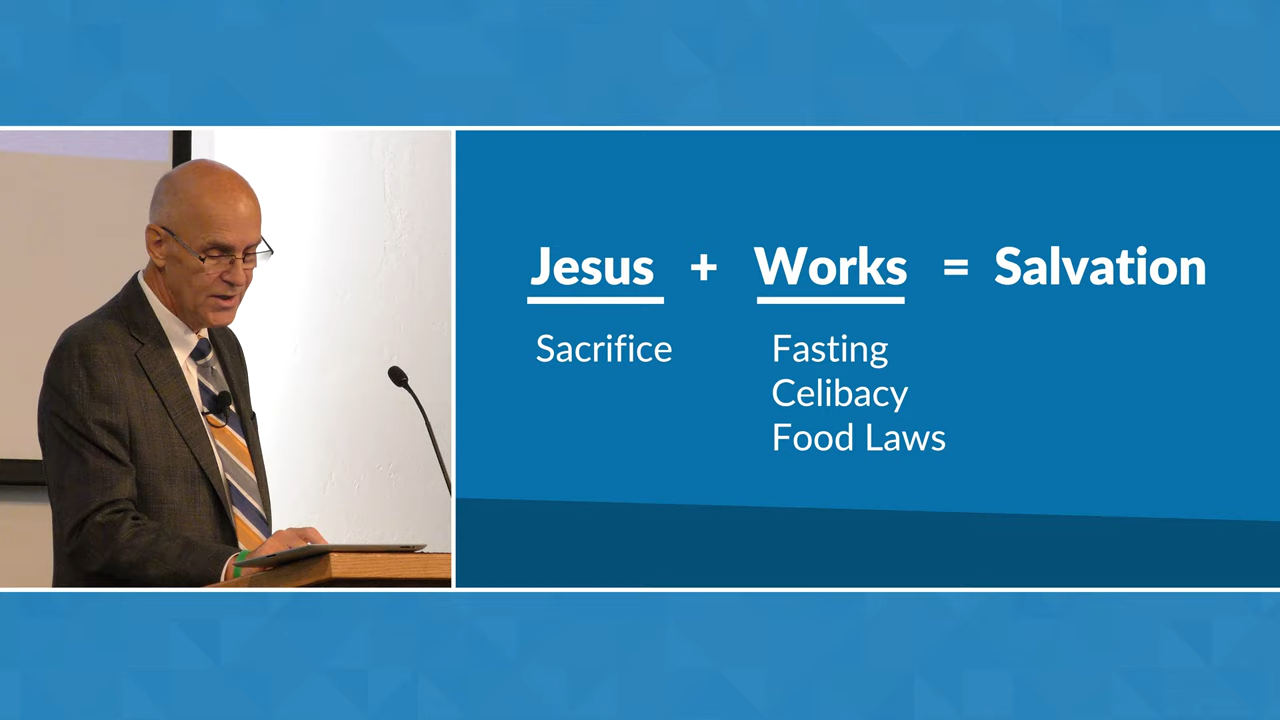 Jesus + Works = Salvation
Sacrifice Fasting
Celibacy
Food Laws